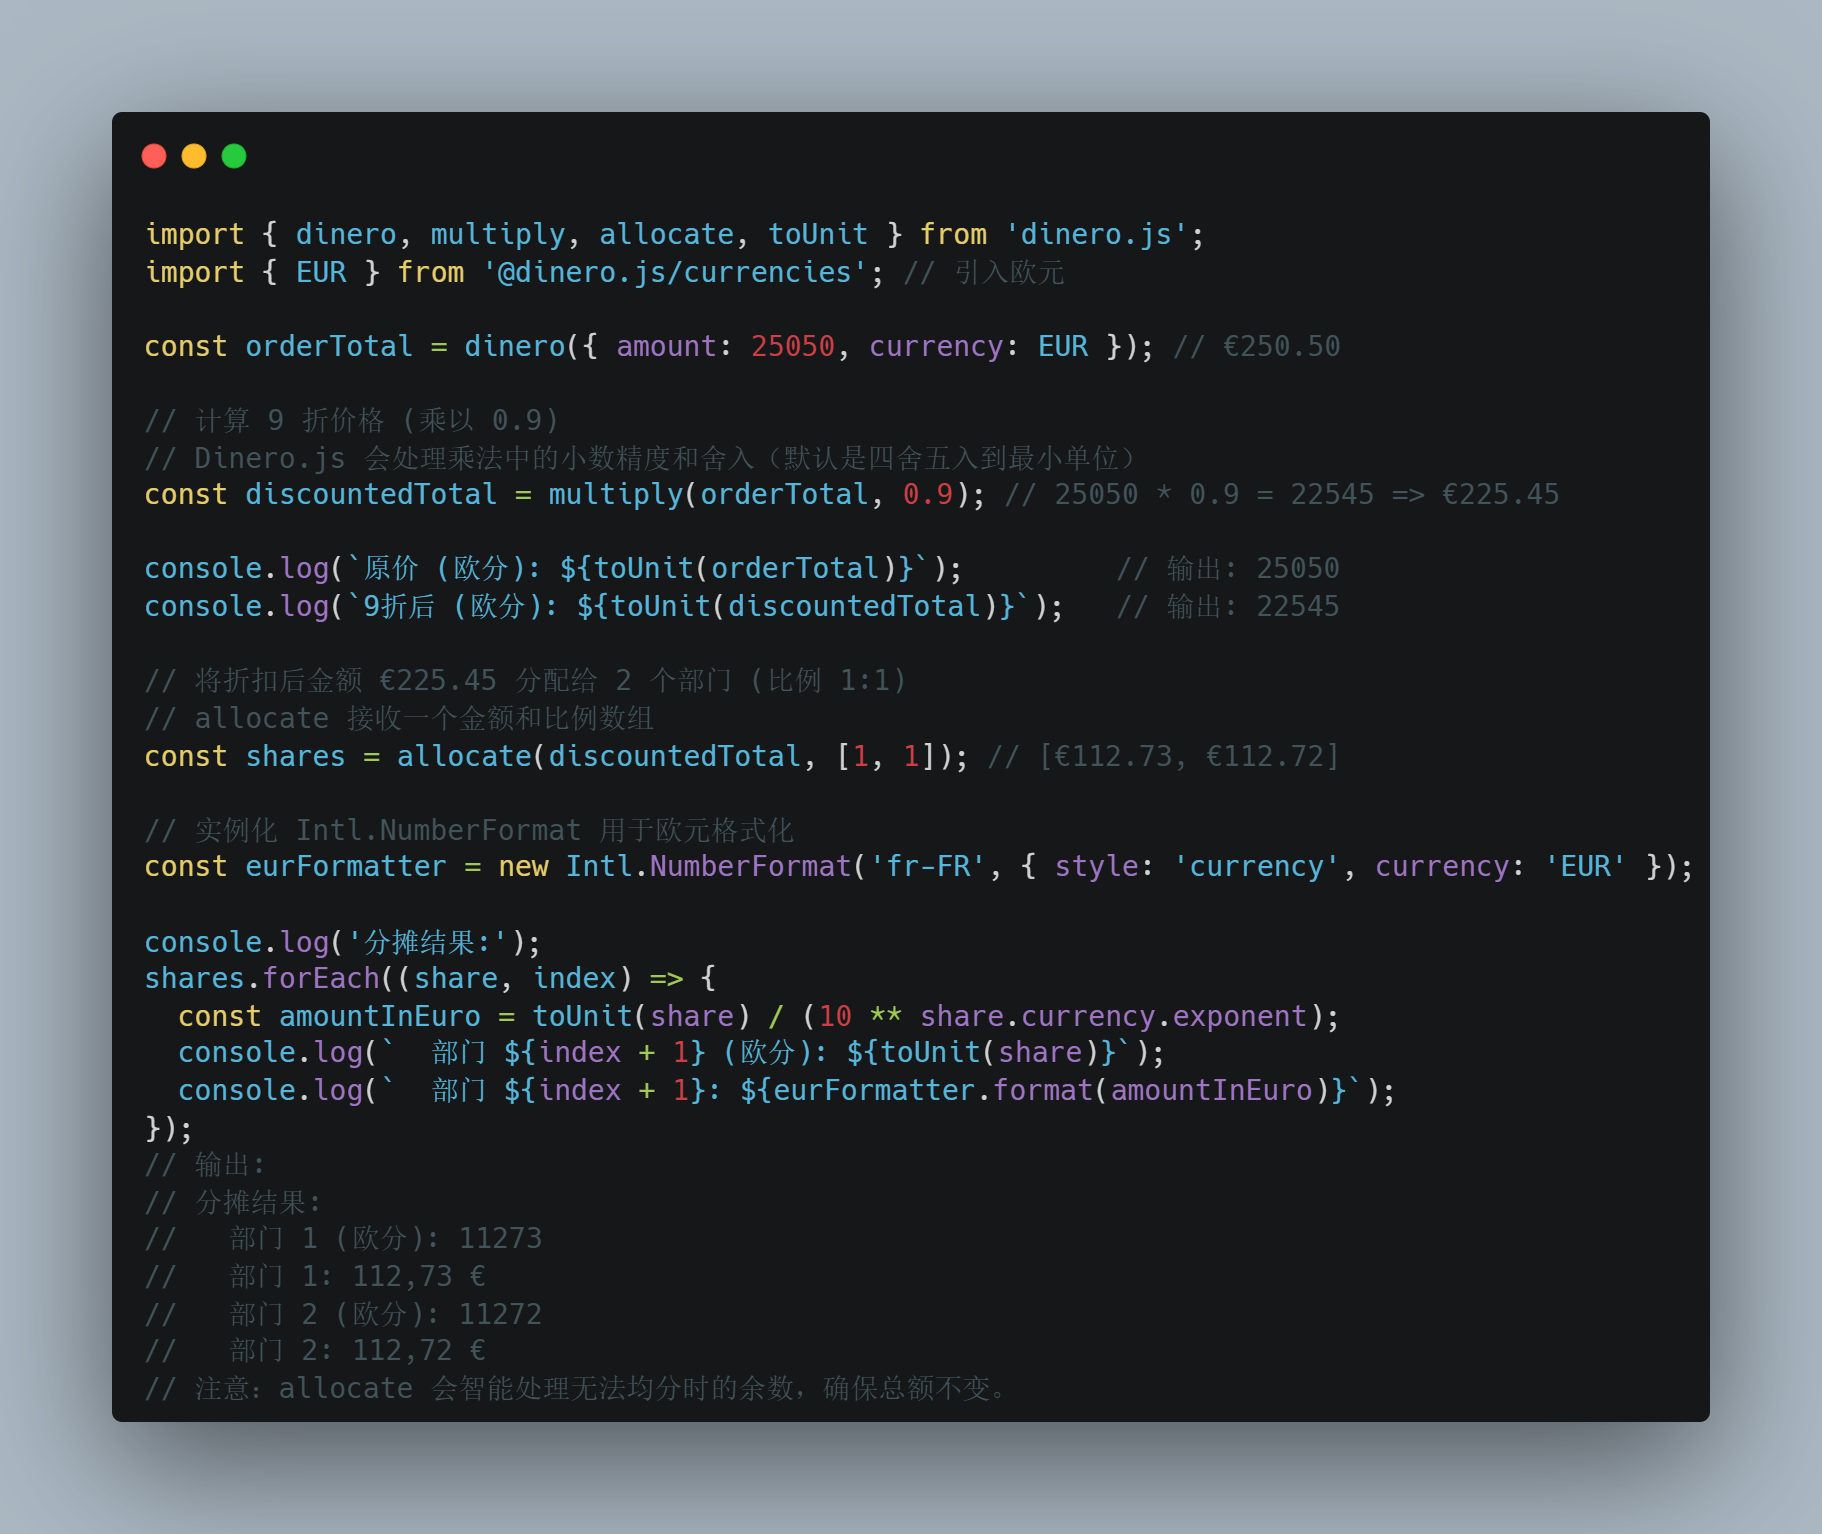 import { dinero, multiply, allocate, toUnit } from 'dinero.js';
import { EUR } from '@dinero.js/currencies'; // 引入欧元
const orderTotal = dinero({ amount: 25050, currency: EUR }); // €250.50
// 计算 9 折价格 (乘以 0.9)
// Dinero.js 会处理乘法中的小数精度和舍入（默认是四舍五入到最小单位）
const discountedTotal = multiply(orderTotal, 0.9); // 25050 * 0.9 = 22545 => €225.45
console.log(`原价 (欧分): ${toUnit(orderTotal)}`);         // 输出: 25050
console.log(`9折后 (欧分): ${toUnit(discountedTotal)}`);   // 输出: 22545
// 将折扣后金额 €225.45 分配给 2 个部门 (比例 1:1)
// allocate 接收一个金额和比例数组
const shares = allocate(discountedTotal, [1, 1]); // [€112.73, €112.72]
// 实例化 Intl.NumberFormat 用于欧元格式化
const eurFormatter = new Intl.NumberFormat('fr-FR', { style: 'currency', currency: 'EUR' });
console.log('分摊结果:');
shares.forEach((share, index) => {
  const amountInEuro = toUnit(share) / (10 ** share.currency.exponent);
  console.log(`  部门 ${index + 1} (欧分): ${toUnit(share)}`);
  console.log(`  部门 ${index + 1}: ${eurFormatter.format(amountInEuro)}`);
});
// 输出:
// 分摊结果:
//   部门 1 (欧分): 11273
//   部门 1: 112,73 €
//   部门 2 (欧分): 11272
//   部门 2: 112,72 €
// 注意：allocate 会智能处理无法均分时的余数，确保总额不变。